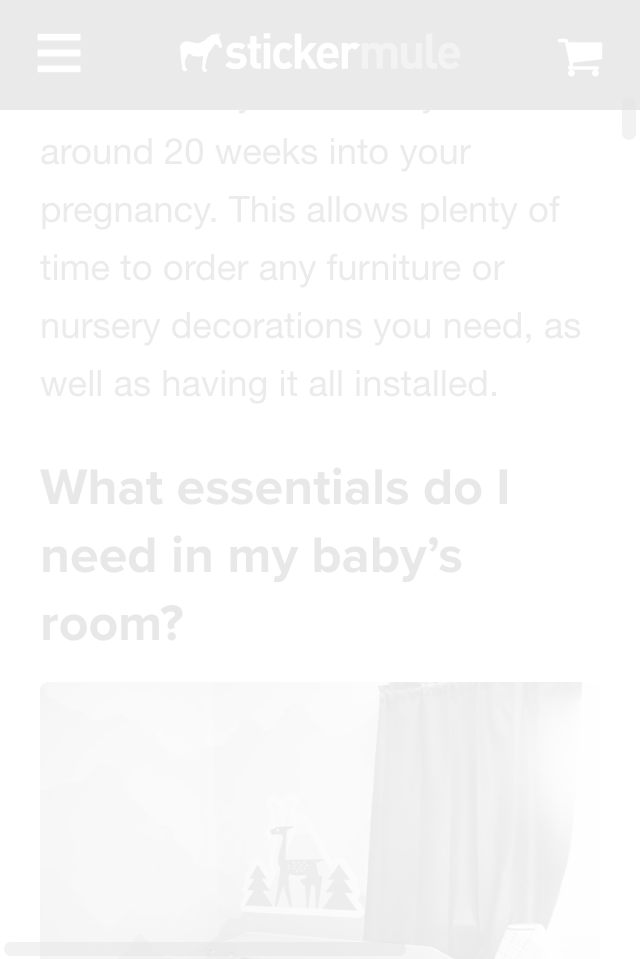 stickermule
around 20 weeks into your
pregnancy. This allows plenty of
time to order any furniture or
nursery decorations you need, as
well as having it all installed.
What essentials do I
need in my baby’s
room?